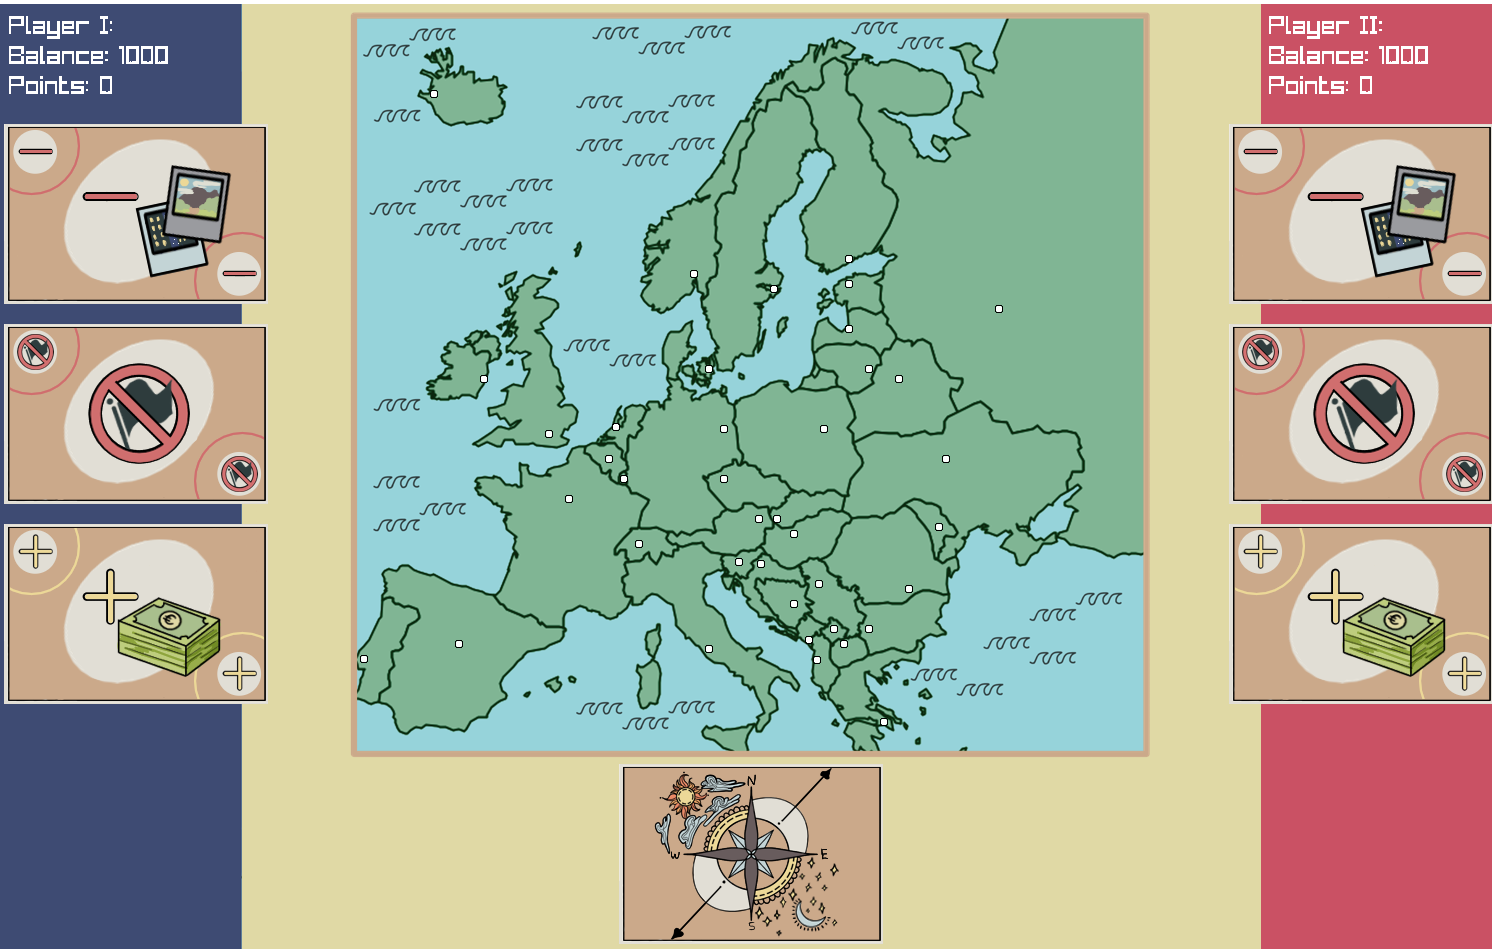 Player I:
Balance: 1000
Points: 0
Player II:
Balance: 1000
Points: 0
€
€
N
W
E
S